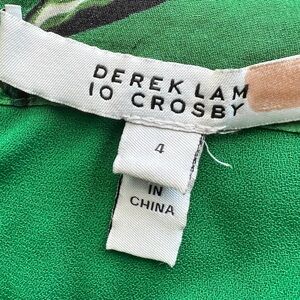 DEREK LAM
10 CROSBY
4
IN
CHINA